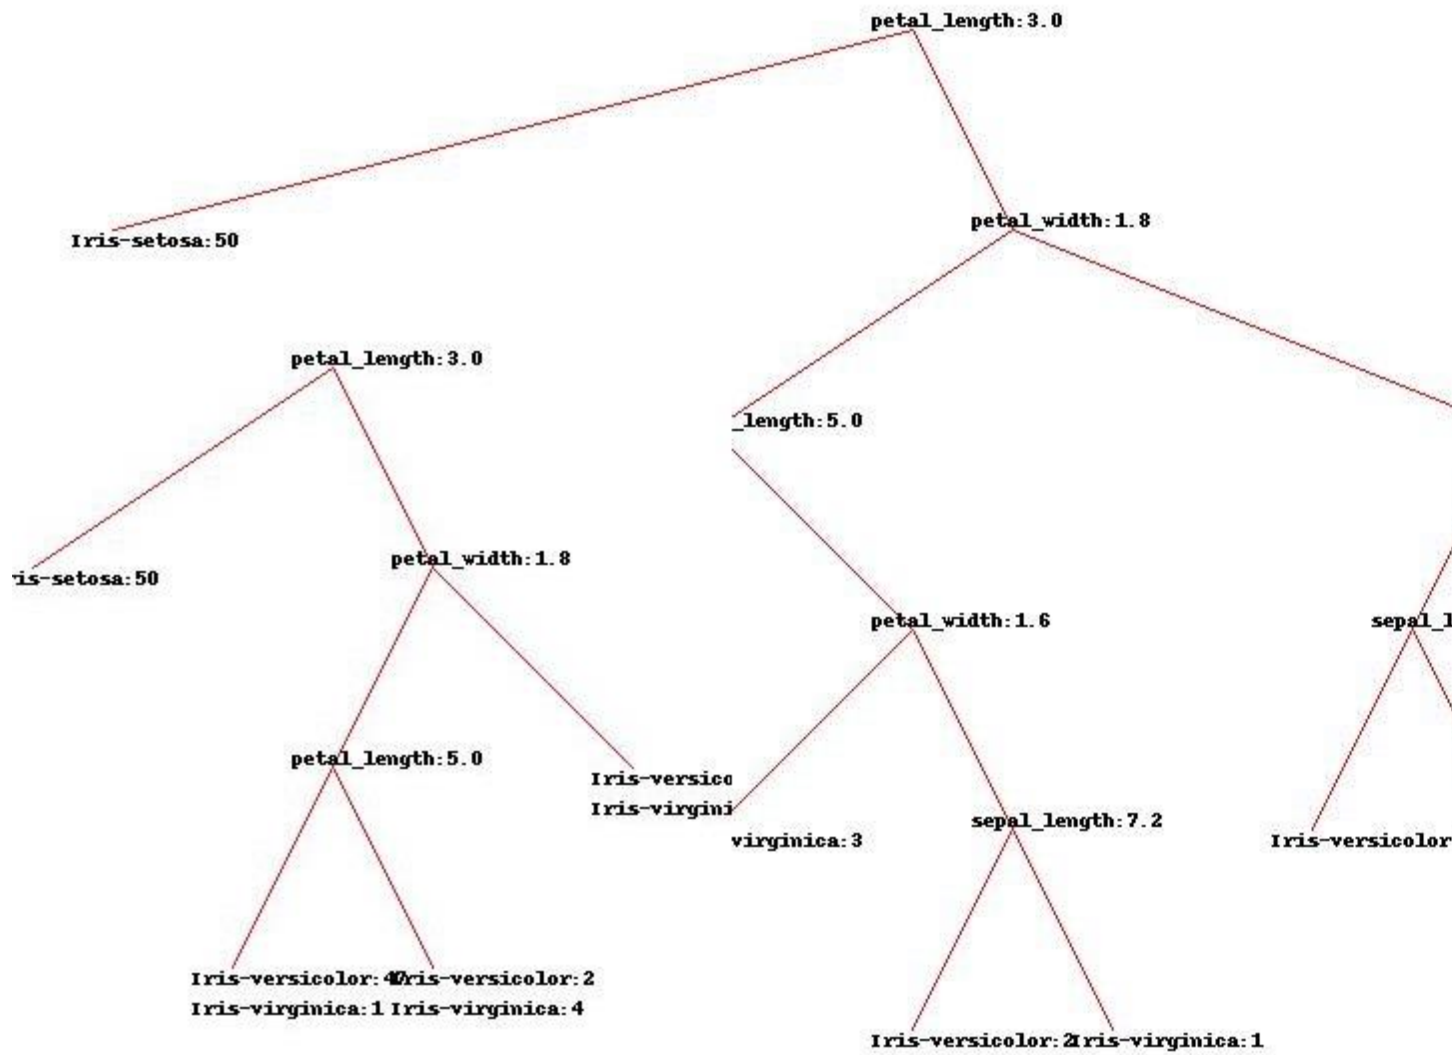 petal_length:3.0
petal_width:1.8
Iris-setosa:50
petal_length:3.0
_length:5.0
petal_width:1.8
ris-setosa:50
petal_width:1.6
sepal_l
petal_length:5.0
Iris-versico
Iris-virgini
sepal_length:7.2
virginica:3
Iris-versicolor
Iris-versicolor:47
Iris-versicolor:2
Iris-virginica:1
Iris-virginica:4
Iris-versicolor:2
Iris-virginica:1